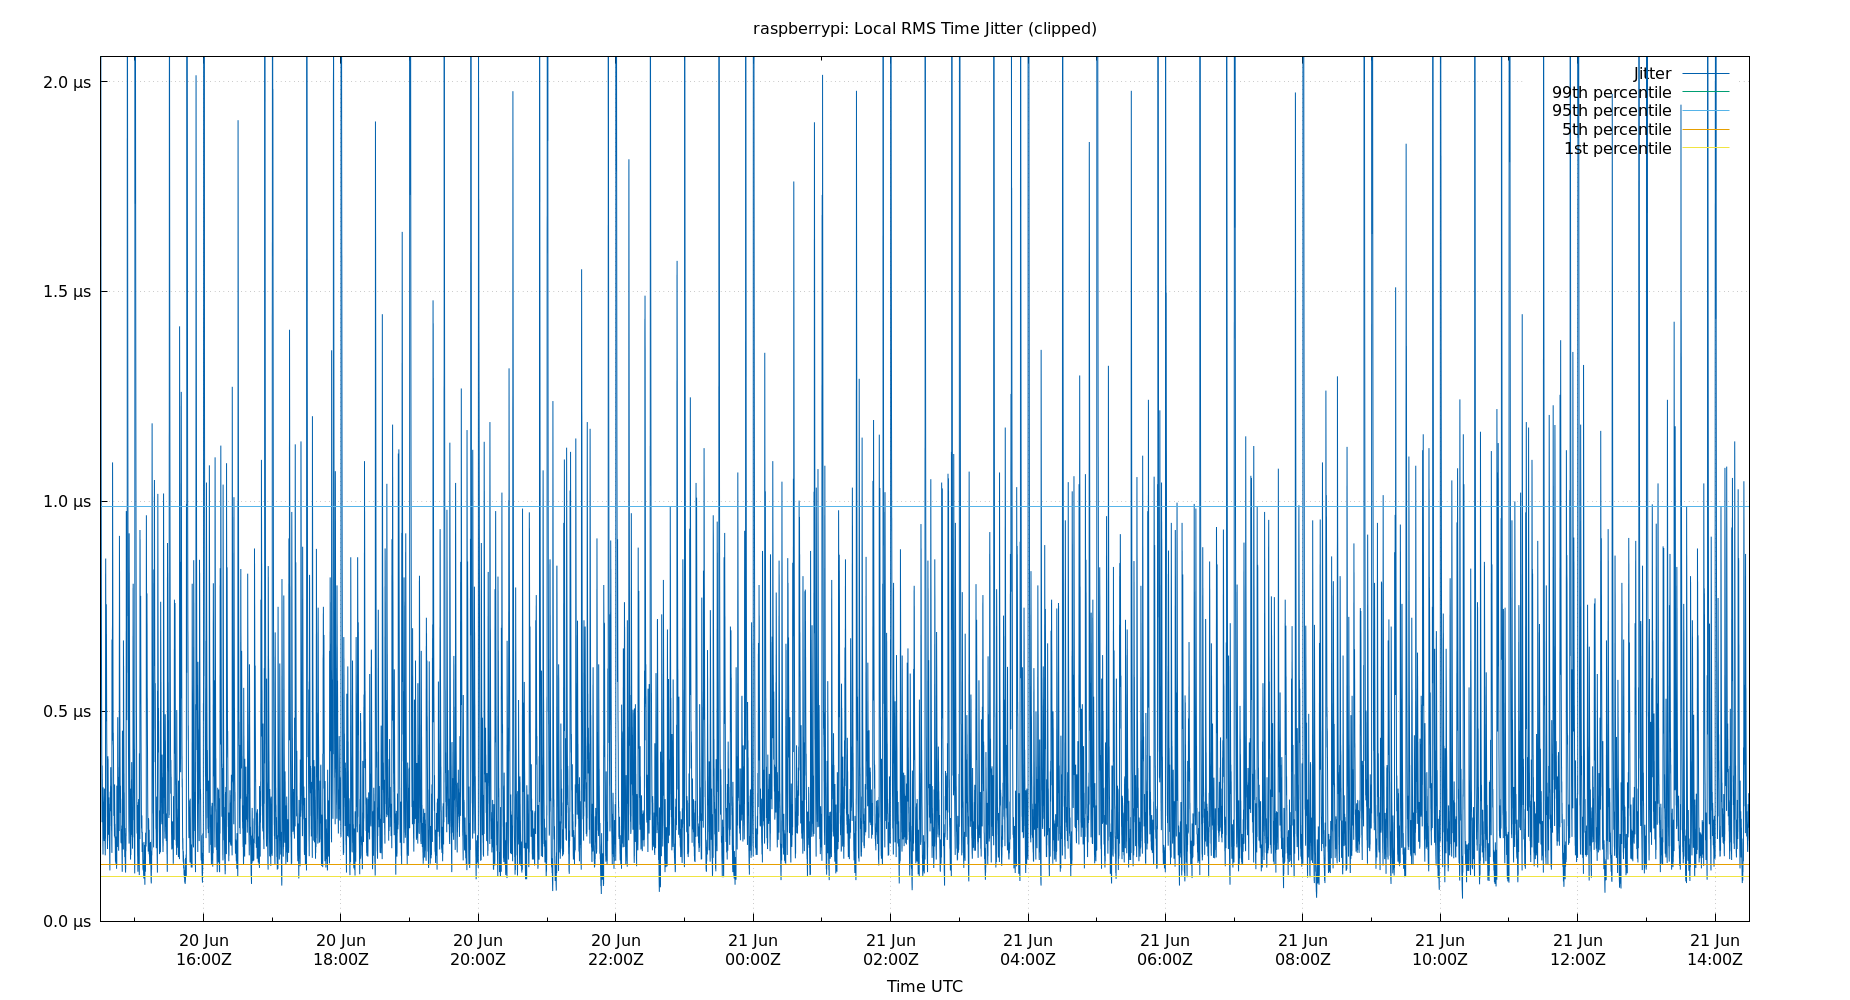 raspberrypi: Local RMS Time Jitter (clipped)
2.0 µs
1.5 µs
1.0 µs
0.5 µs
0.0 µs
Jitter
99th percentile
95th percentile
5th percentile
1st percentile
20 Jun 16:00Z
20 Jun 18:00Z
20 Jun 20:00Z
20 Jun 22:00Z
21 Jun 00:00Z
21 Jun 02:00Z
21 Jun 04:00Z
21 Jun 06:00Z
21 Jun 08:00Z
21 Jun 10:00Z
21 Jun 12:00Z
21 Jun 14:00Z
Time UTC